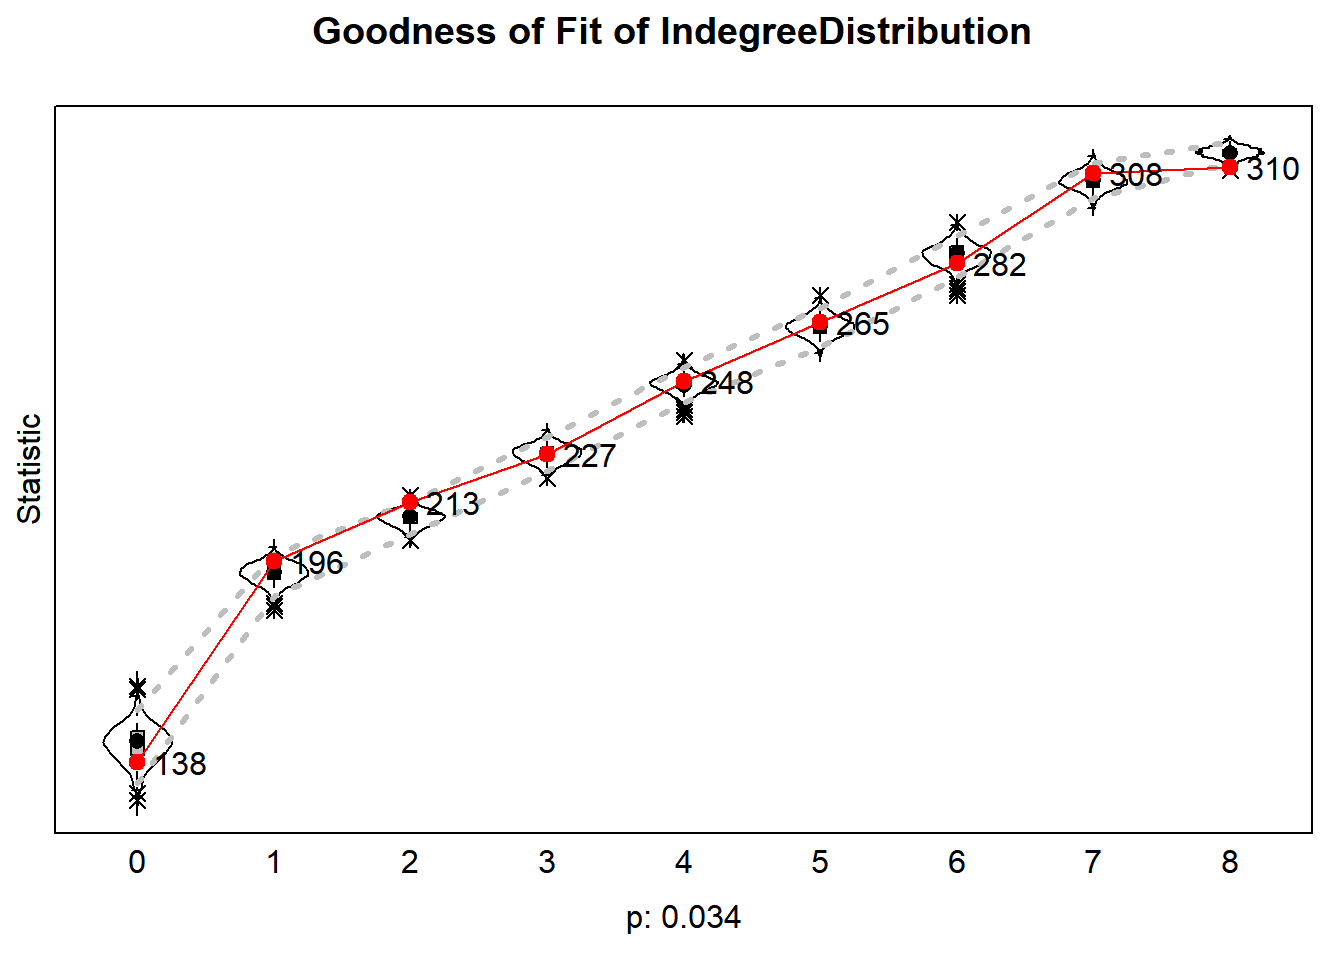 Goodness of Fit of IndegreeDistribution
Statistic
138
196
213
227
248
265
282
308
310
0 1 2 3 4 5 6 7 8
p: 0.034